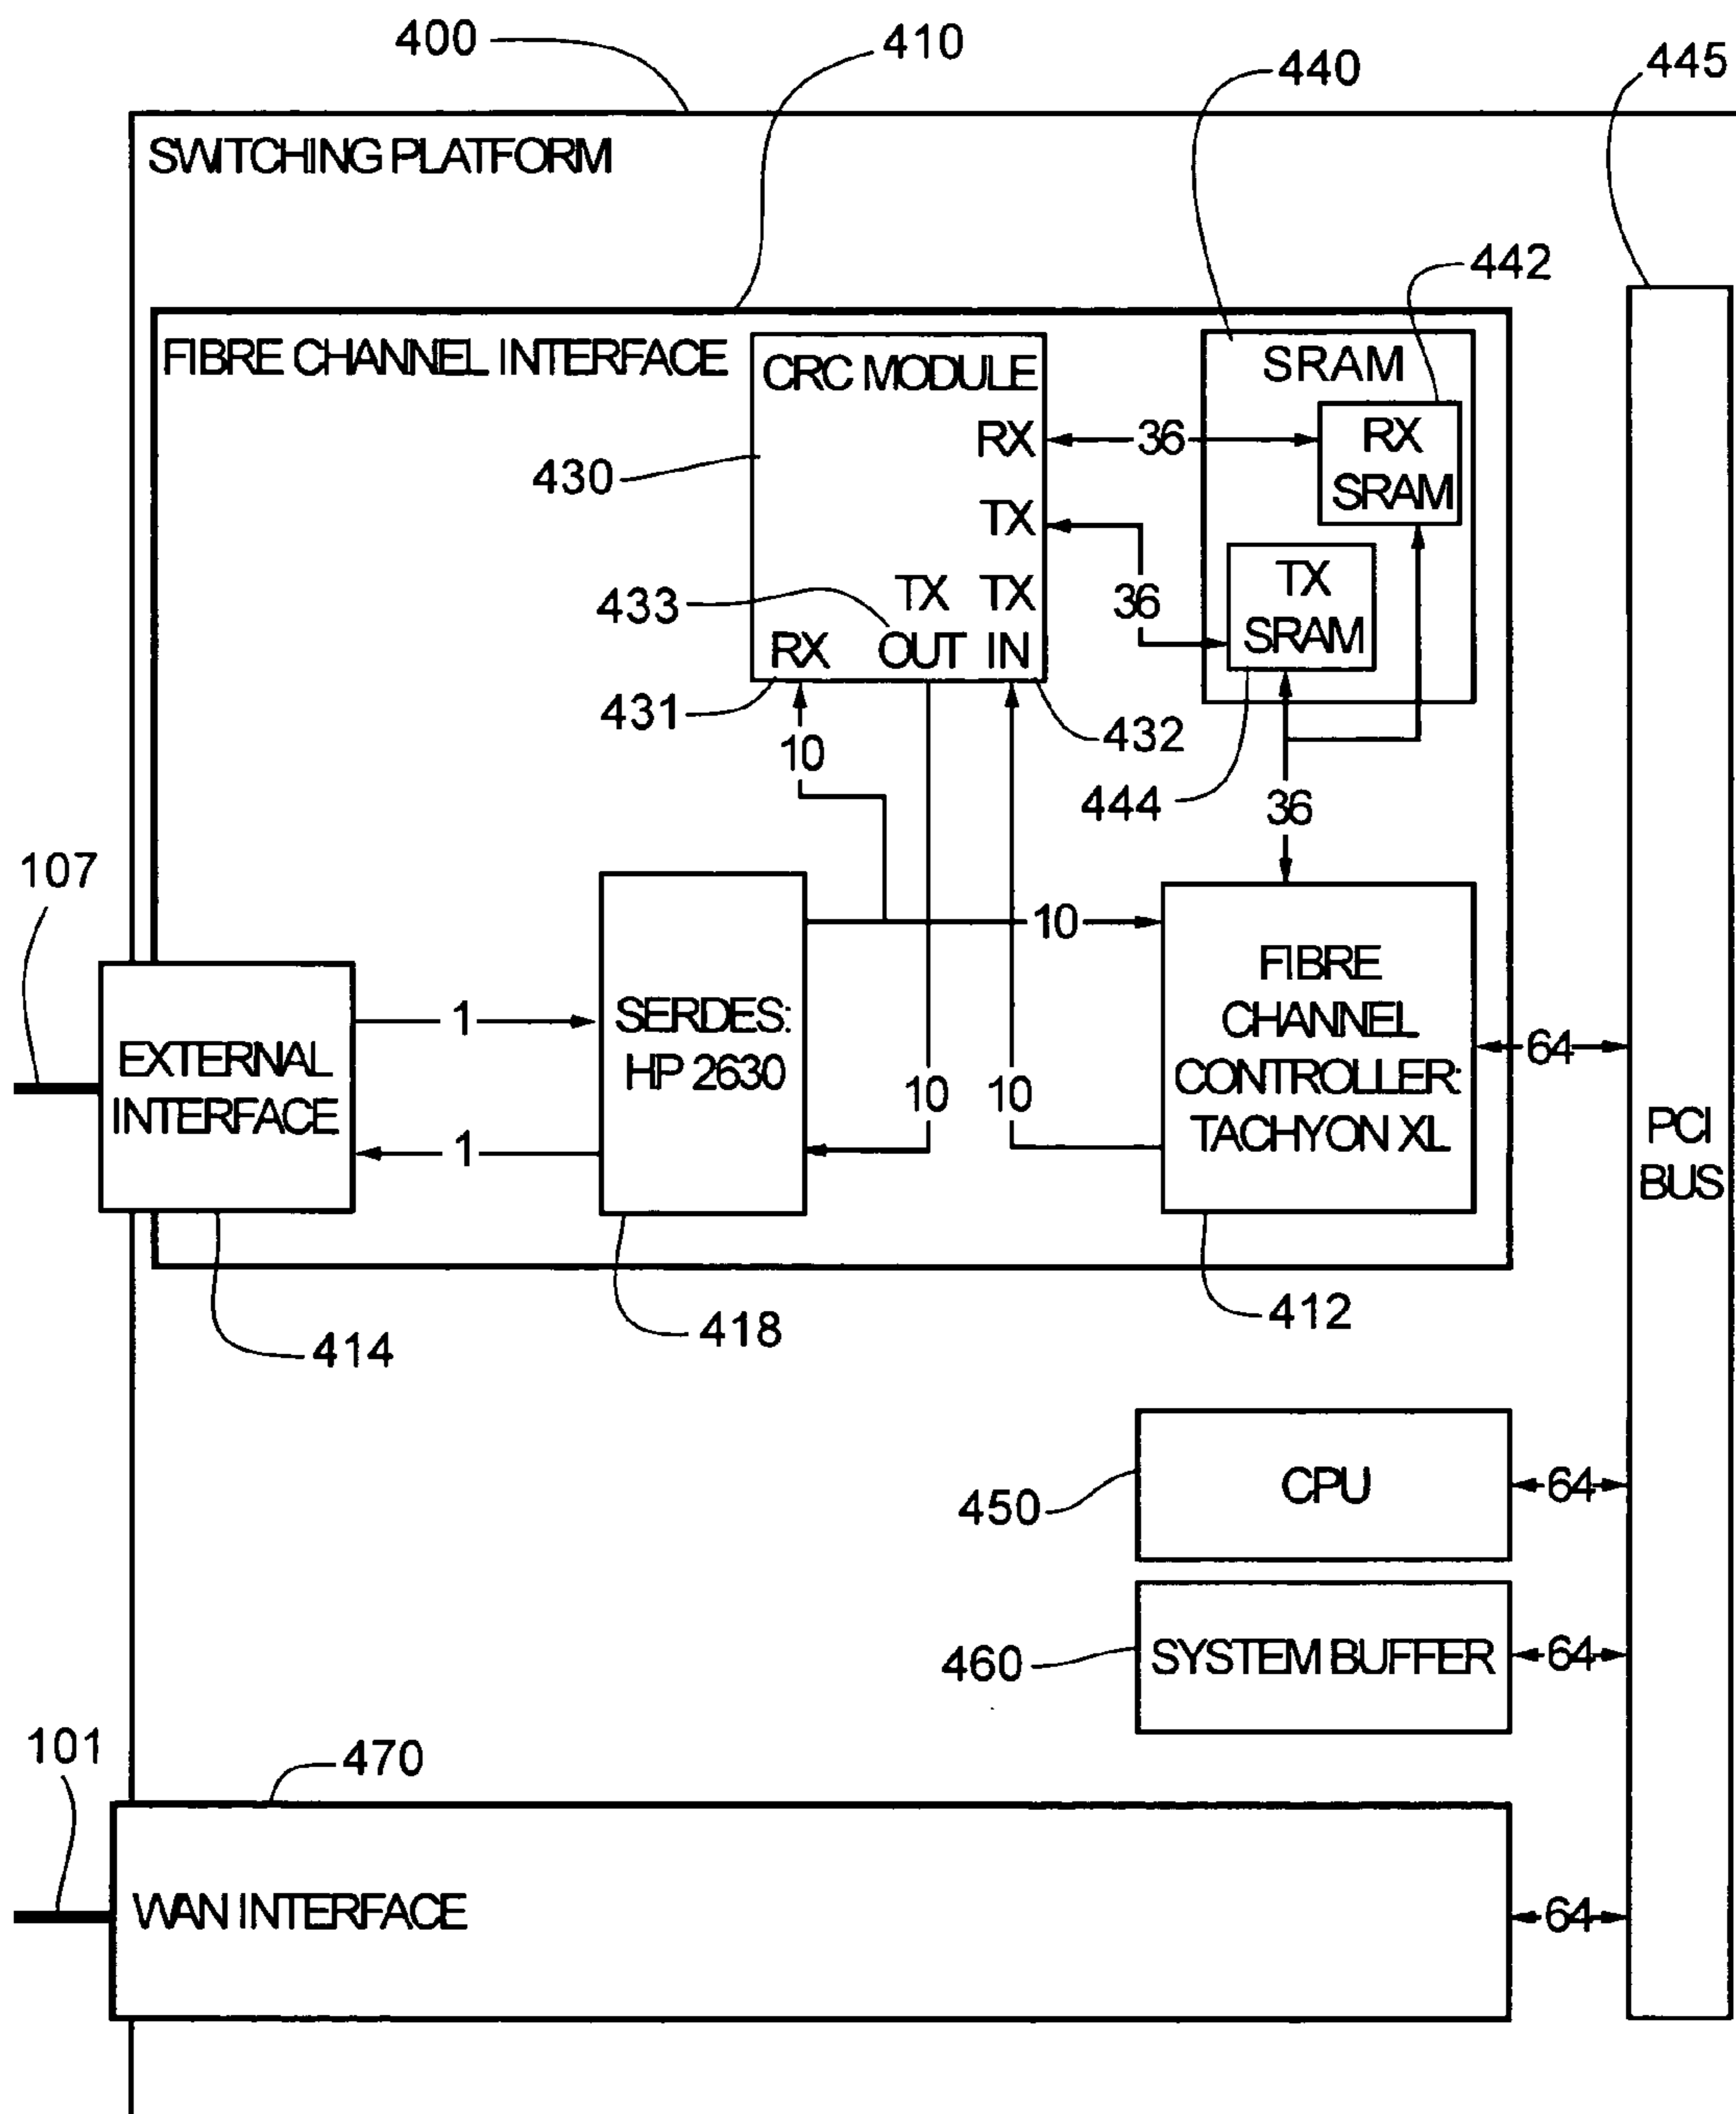 400
410
440
445
SWITCHING PLATFORM
442
FIBRE CHANNEL INTERFACE
CRC MODULE
SRAM
RX
36
RX
SRAM
430
TX
36
TX
SRAM
433
TX
TX
RX
OUT
IN
431
432
10
444
36
107
10
SERDES:
HP 2630
FIBRE
CHANNEL
CONTROLLER:
TACHYON XL
1
EXTERNAL
INTERFACE
1
10
10
64
PCI
BUS
414
418
412
CPU
64
450
SYSTEM BUFFER
64
460
101
470
WAN INTERFACE
64